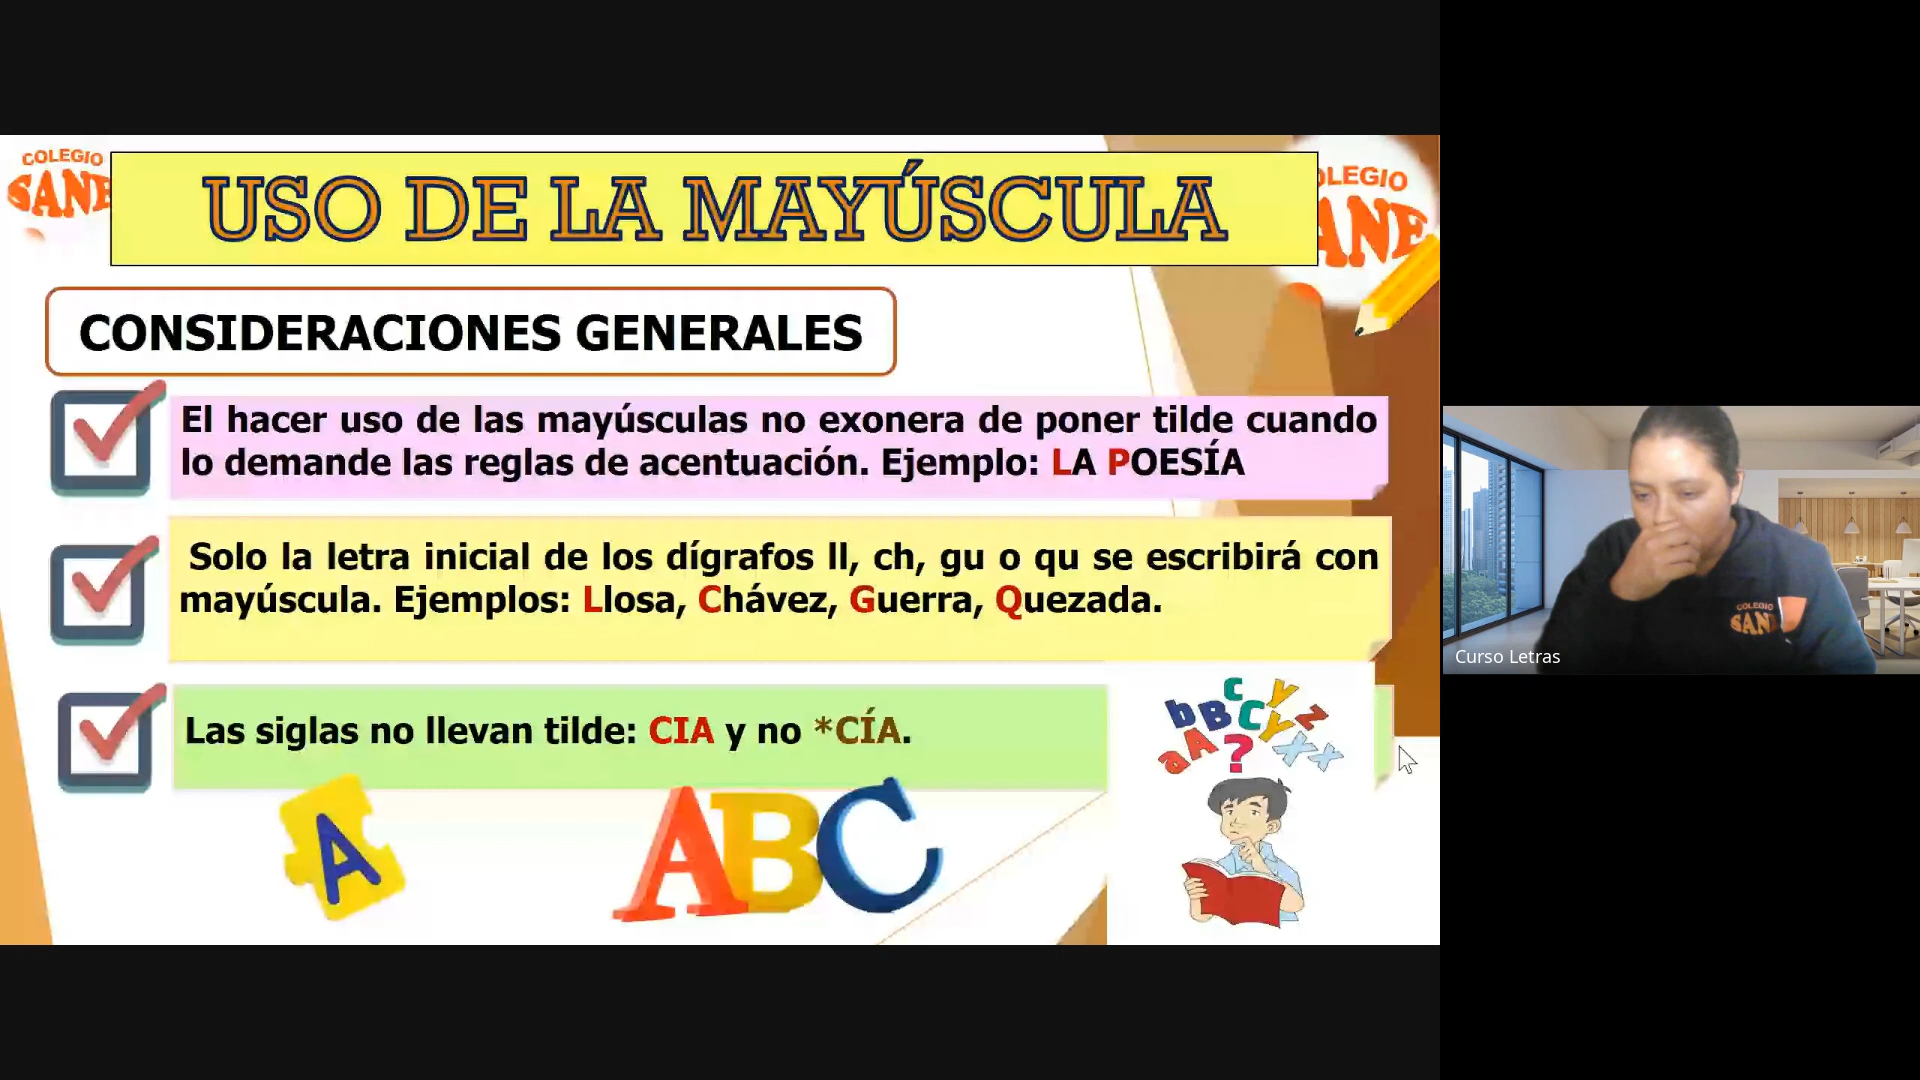 COLEGIO
SANE
USO DE LA MAYÚSCULA
OLEGIO
ANE
CONSIDERACIONES GENERALES
El hacer uso de las mayúsculas no exonera de poner tilde cuando
lo demande las reglas de acentuación. Ejemplo: LA POESÍA
Solo la letra inicial de los dígrafos ll, ch, gu o qu se escribirá con
mayúscula. Ejemplos: Llosa, Chávez, Guerra, Quezada.
Las siglas no llevan tilde: CIA y no *CÍA.
A
ABC
c y
b B C y z
a A ? x x
COLEGIO
SANE
Curso Letras